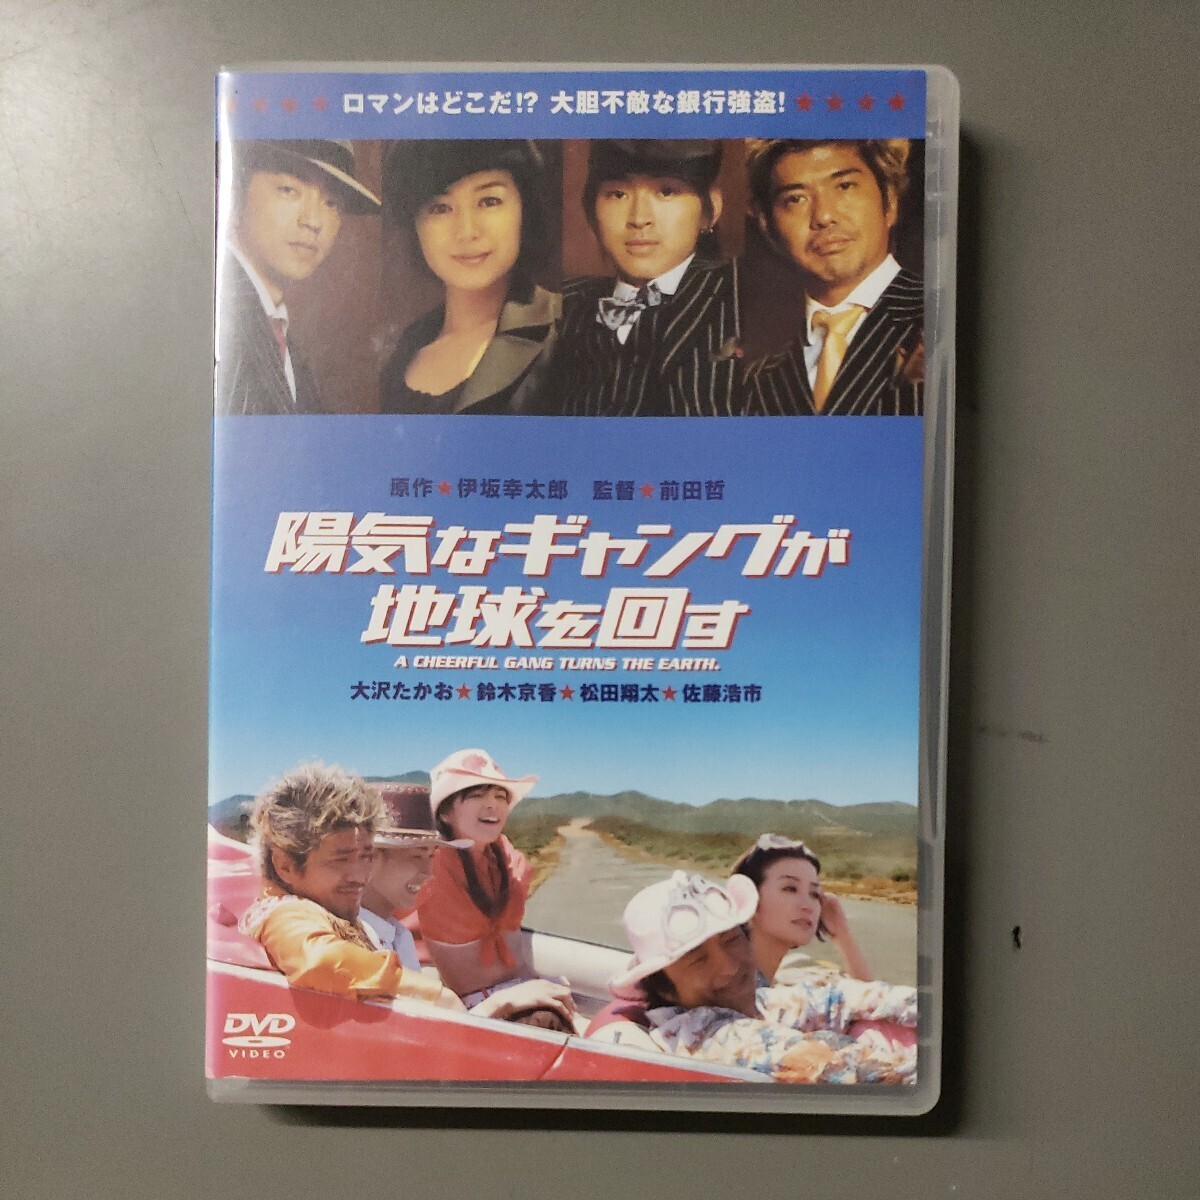 ★★★★ ロマンはどこだ!? 大胆不敵な銀行強盗! ★★★★
原作★伊坂幸太郎 監督★前田哲
陽気なギャングが
地球を回す
A CHEERFUL GANG TURNS THE EARTH.
大沢たかお★鈴木京香★松田翔太★佐藤浩市
DVD
VIDEO